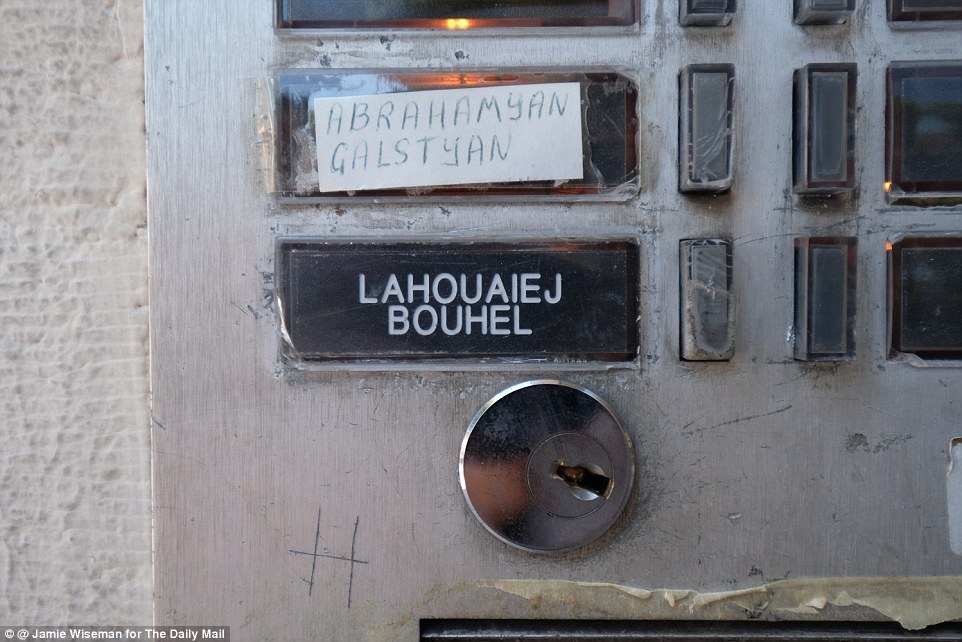 ABRAHAMYAN
GALSTYAN
LAHOUAIEJ
BOUHEL
© @ Jamie Wiseman for The Daily Mail